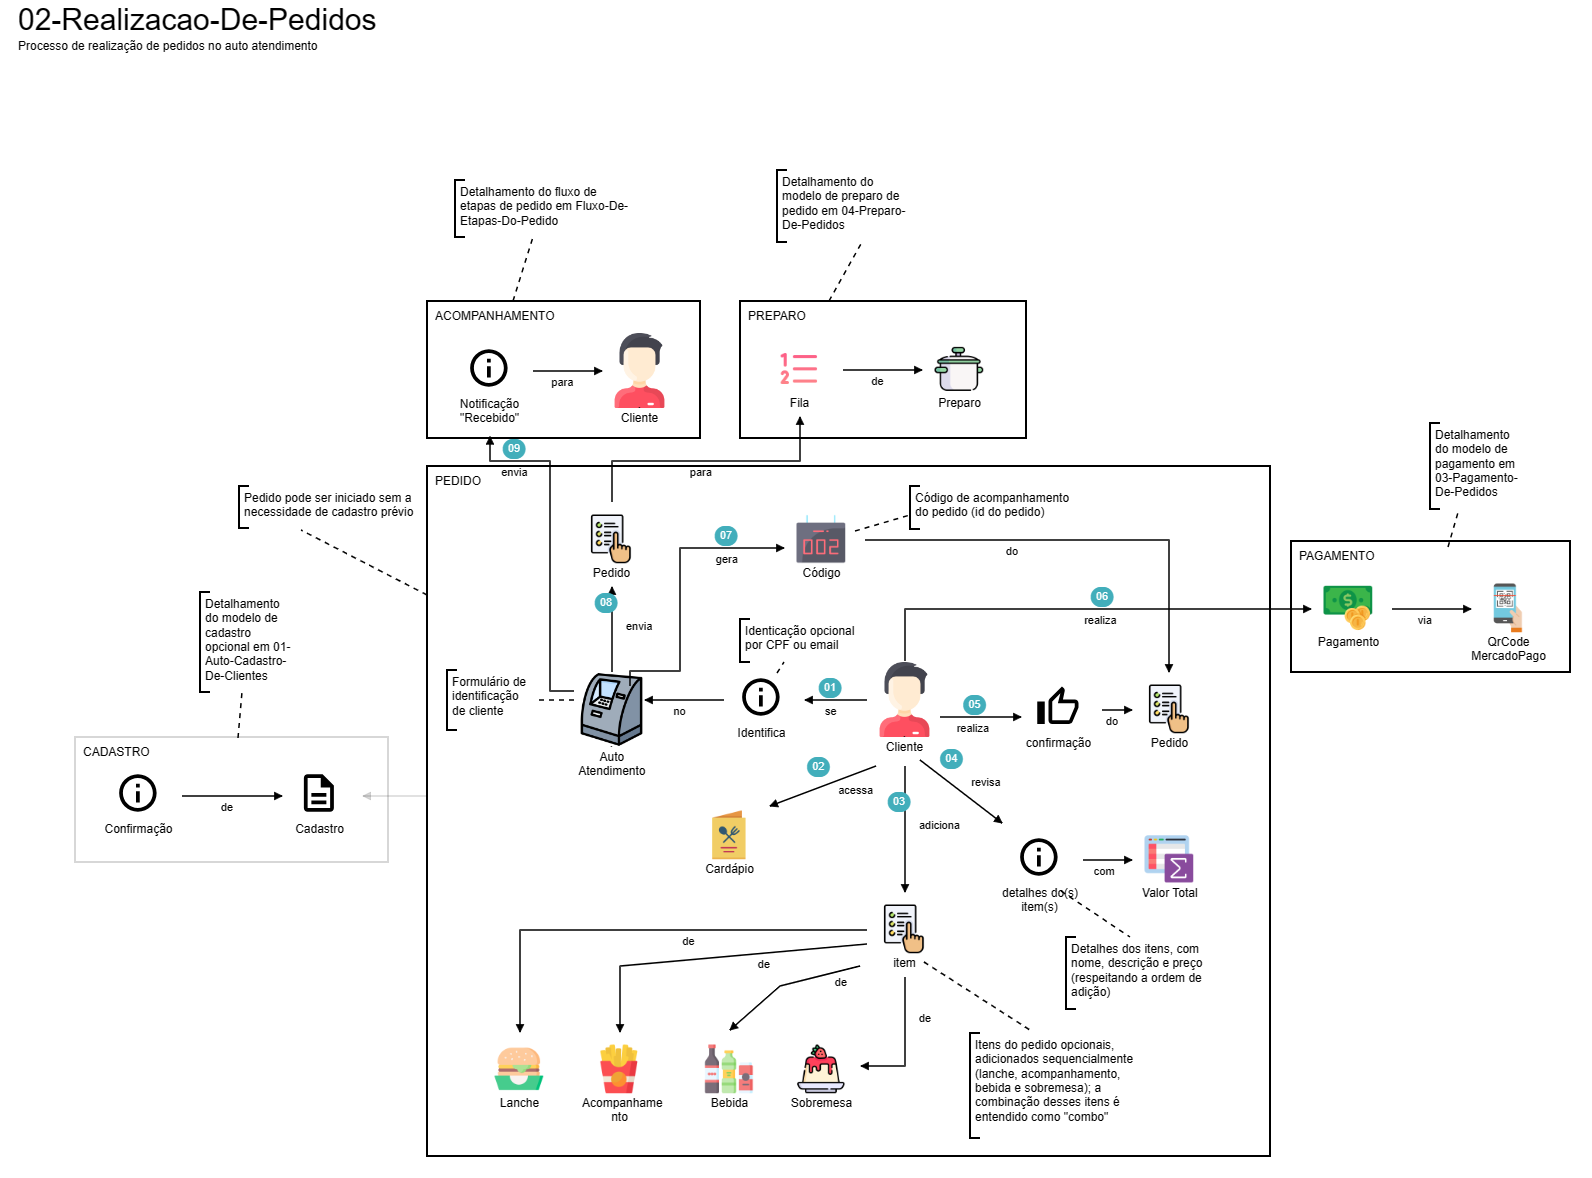 02-Realizacao-De-Pedidos
Processo de realização de pedidos no auto atendimento
Detalhamento do fluxo de
etapas de pedido em Fluxo-De-
Etapas-Do-Pedido
Detalhamento do
modelo de preparo de
pedido em 04-Preparo-
De-Pedidos
ACOMPANHAMENTO
Notificação
"Recebido"
para
Cliente
PREPARO
Fila
de
Preparo
09
envia
para
Detalhamento
do modelo de
pagamento em
03-Pagamento-
De-Pedidos
PEDIDO
Pedido pode ser iniciado sem a
necessidade de cadastro prévio
Pedido
07
gera
002
Código
Código de acompanhamento
do pedido (id do pedido)
do
PAGAMENTO
Pagamento
via
QrCode
MercadoPago
06
realiza
08
envia
Detalhamento
do modelo de
cadastro
opcional em 01-
Auto-Cadastro-
De-Clientes
Identicação opcional
por CPF ou email
Formulário de
identificação
de cliente
Auto
Atendimento
no
Identifica
01
se
Cliente
05
realiza
confirmação
do
Pedido
CADASTRO
Confirmação
de
Cadastro
02
acessa
Cardápio
03
adiciona
04
revisa
detalhes do(s)
item(s)
com
Valor Total
Detalhes dos itens, com
nome, descrição e preço
(respeitando a ordem de
adição)
item
de
de
de
de
Itens do pedido opcionais,
adicionados sequencialmente
(lanche, acompanhamento,
bebida e sobremesa); a
combinação desses itens é
entendido como "combo"
Lanche
Acompanhame
nto
Bebida
Sobremesa